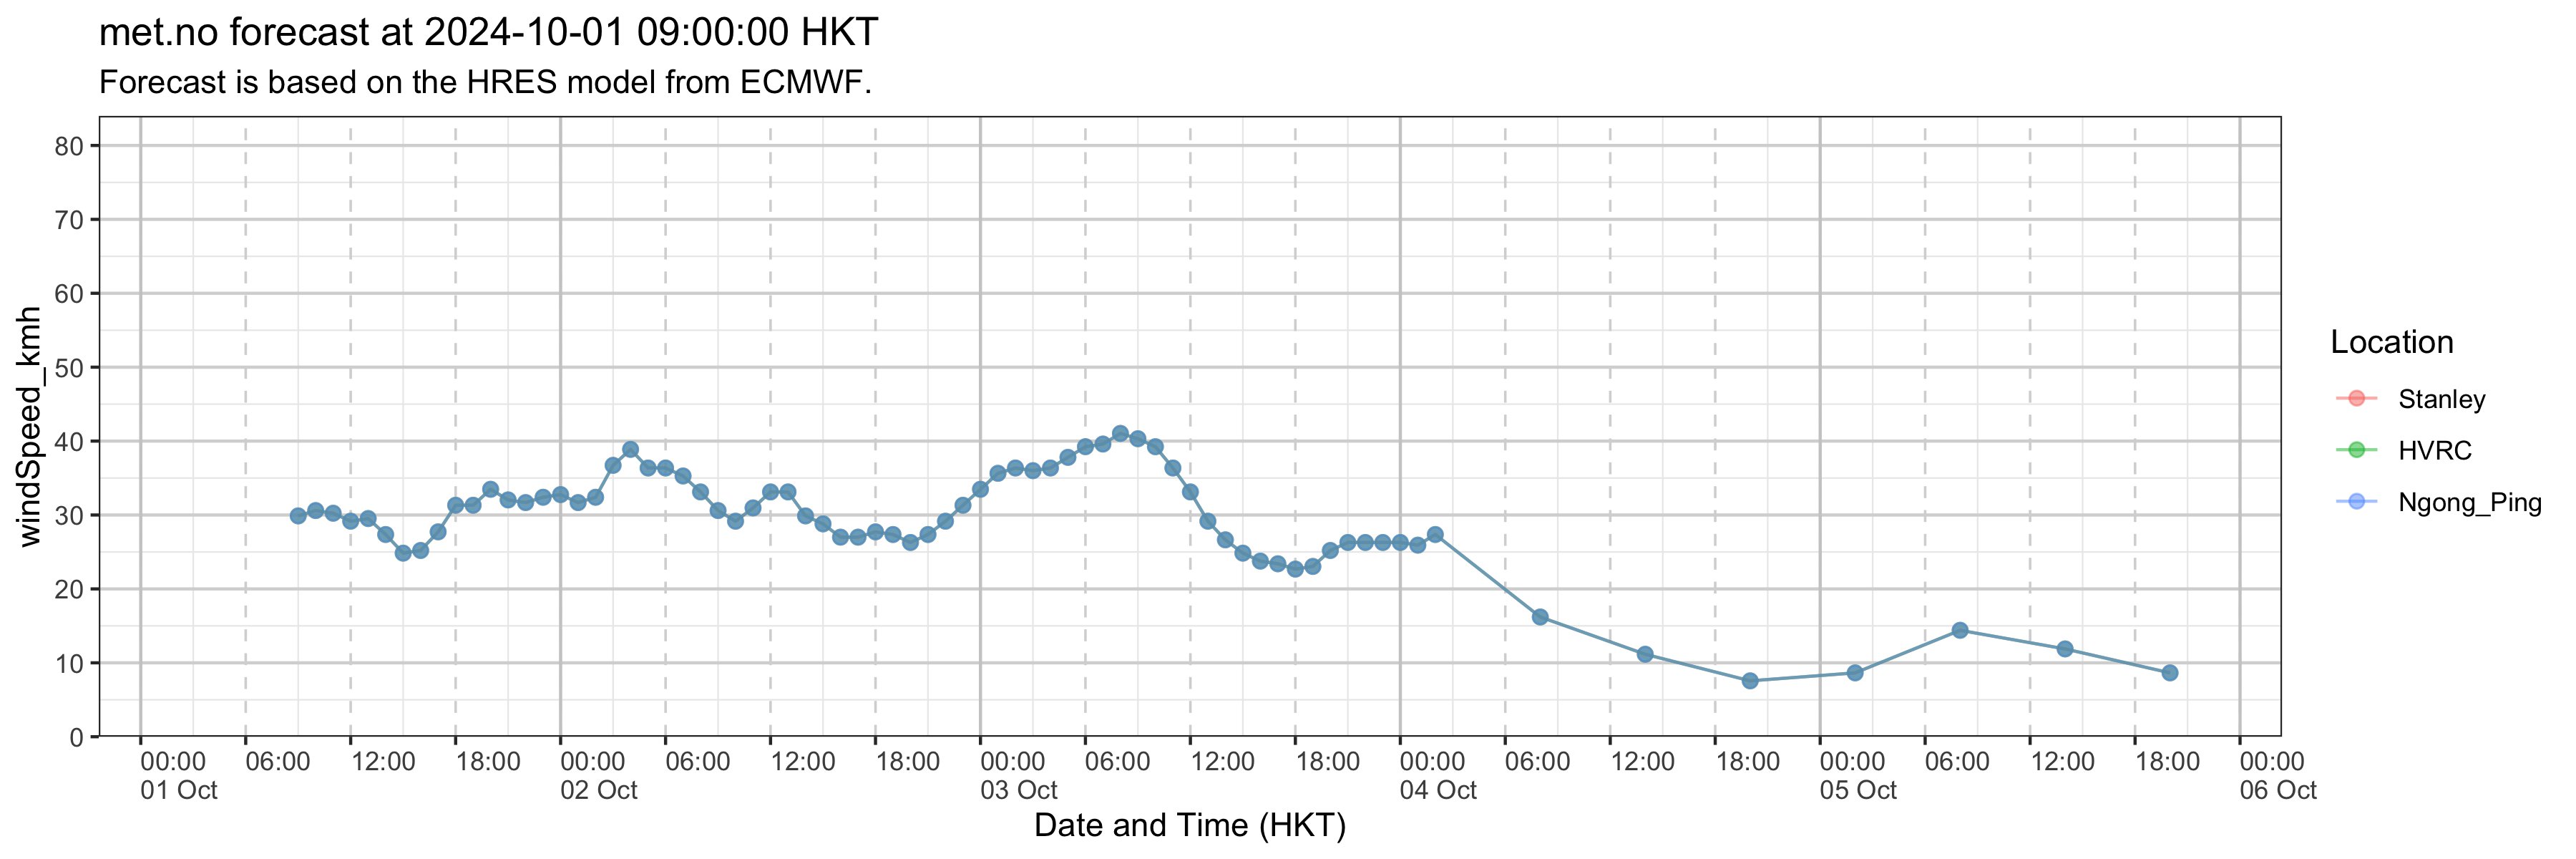 met.no forecast at 2024-10-01 09:00:00 HKT
Forecast is based on the HRES model from ECMWF.
windSpeed_kmh
80
70
60
50
40
30
20
10
0
00:00 06:00 12:00 18:00 00:00 06:00 12:00 18:00 00:00 06:00 12:00 18:00 00:00 06:00 12:00 18:00 00:00 06:00 12:00 18:00 00:00
01 Oct 02 Oct 03 Oct 04 Oct 05 Oct 06 Oct
Date and Time (HKT)
Location
Stanley
HVRC
Ngong_Ping